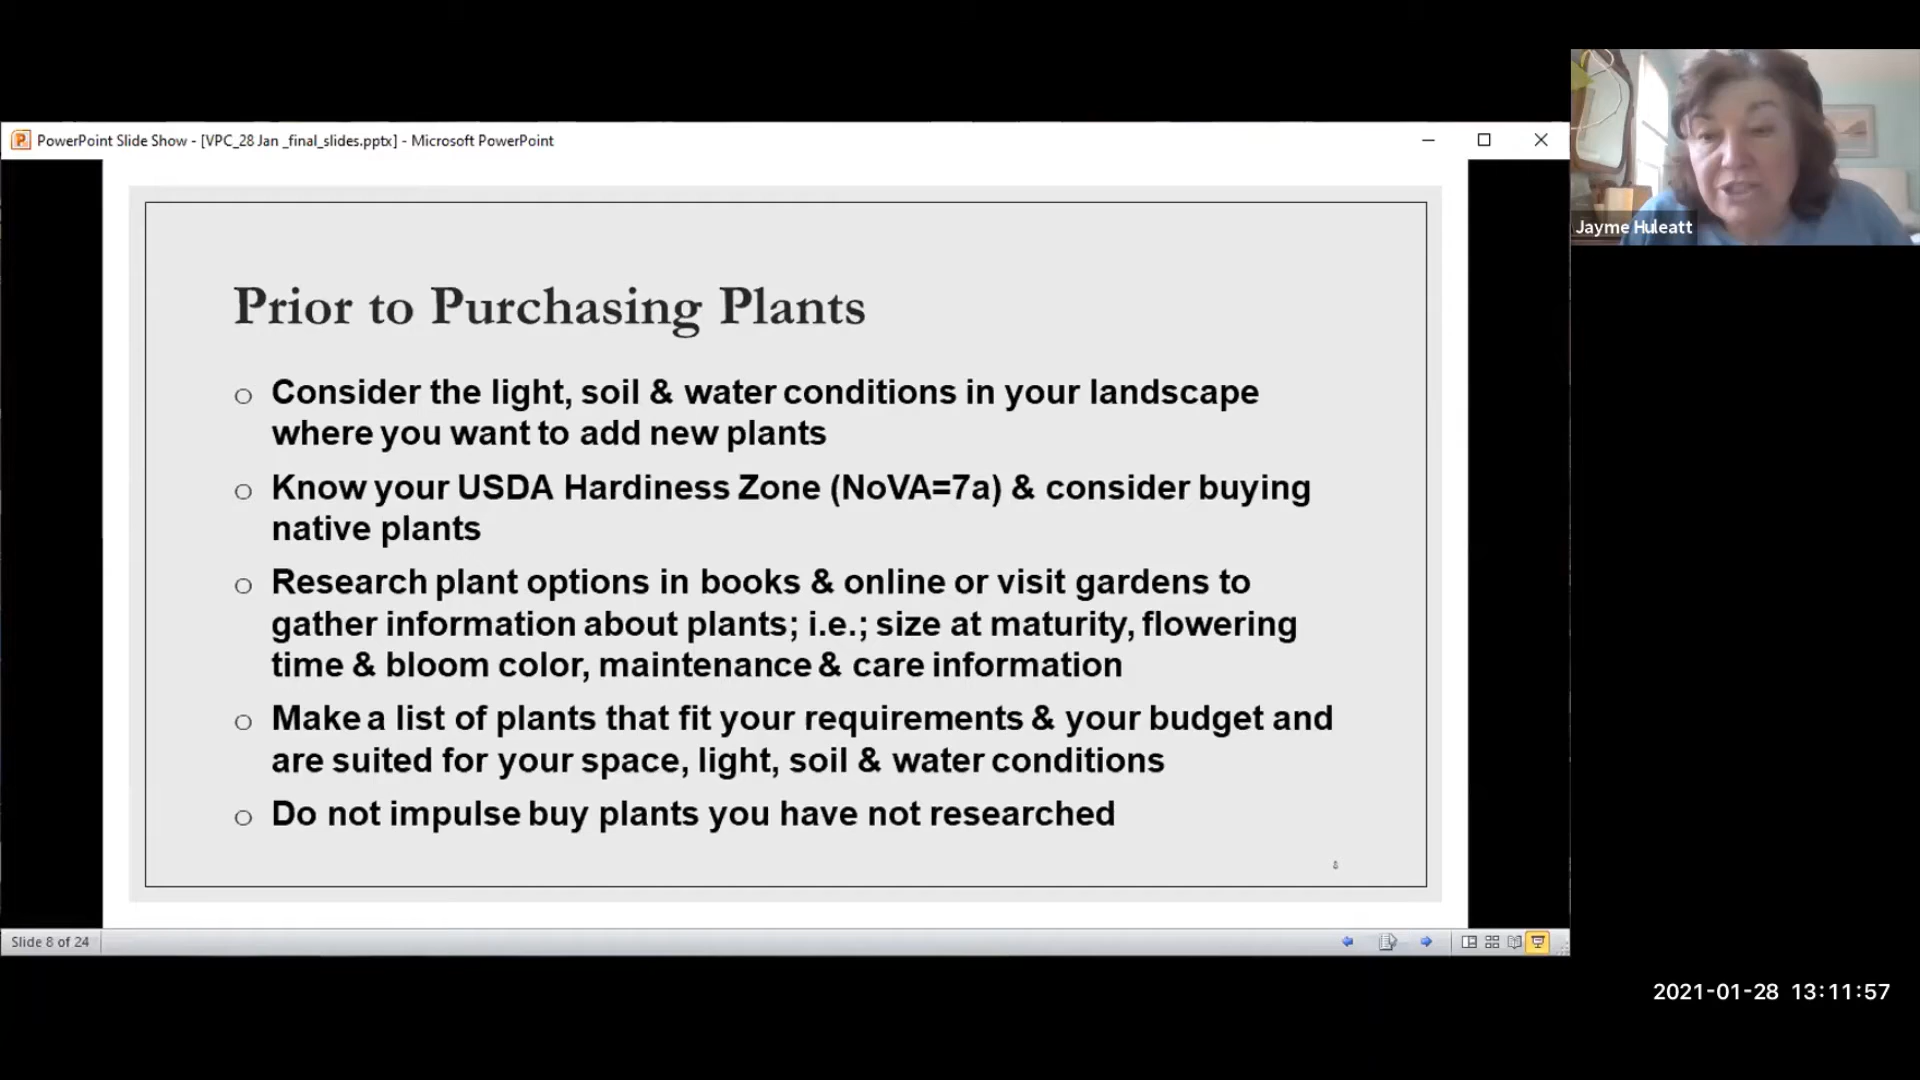 PowerPoint Slide Show - [VPC_28 Jan _final_slides.pptx] - Microsoft PowerPoint
Jayme Huleatt
Prior to Purchasing Plants
Consider the light, soil & water conditions in your landscape
where you want to add new plants
Know your USDA Hardiness Zone (NoVA=7a) & consider buying
native plants
Research plant options in books & online or visit gardens to
gather information about plants; i.e.; size at maturity, flowering
time & bloom color, maintenance & care information
Make a list of plants that fit your requirements & your budget and
are suited for your space, light, soil & water conditions
Do not impulse buy plants you have not researched
8
Slide 8 of 24
2021-01-28 13:11:57